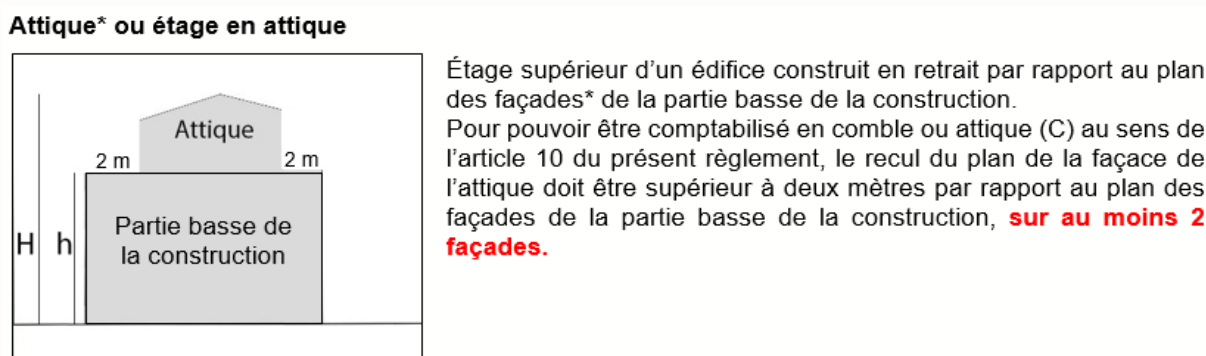 Attique* ou étage en attique
Attique
2 m
2 m
Partie basse de
la construction
H
h
Étage supérieur d’un édifice construit en retrait par rapport au plan
des façades* de la partie basse de la construction.
Pour pouvoir être comptabilisé en comble ou attique (C) au sens de
l’article 10 du présent règlement, le recul du plan de la façace de
l’attique doit être supérieur à deux mètres par rapport au plan des
façades de la partie basse de la construction, sur au moins 2
façades.